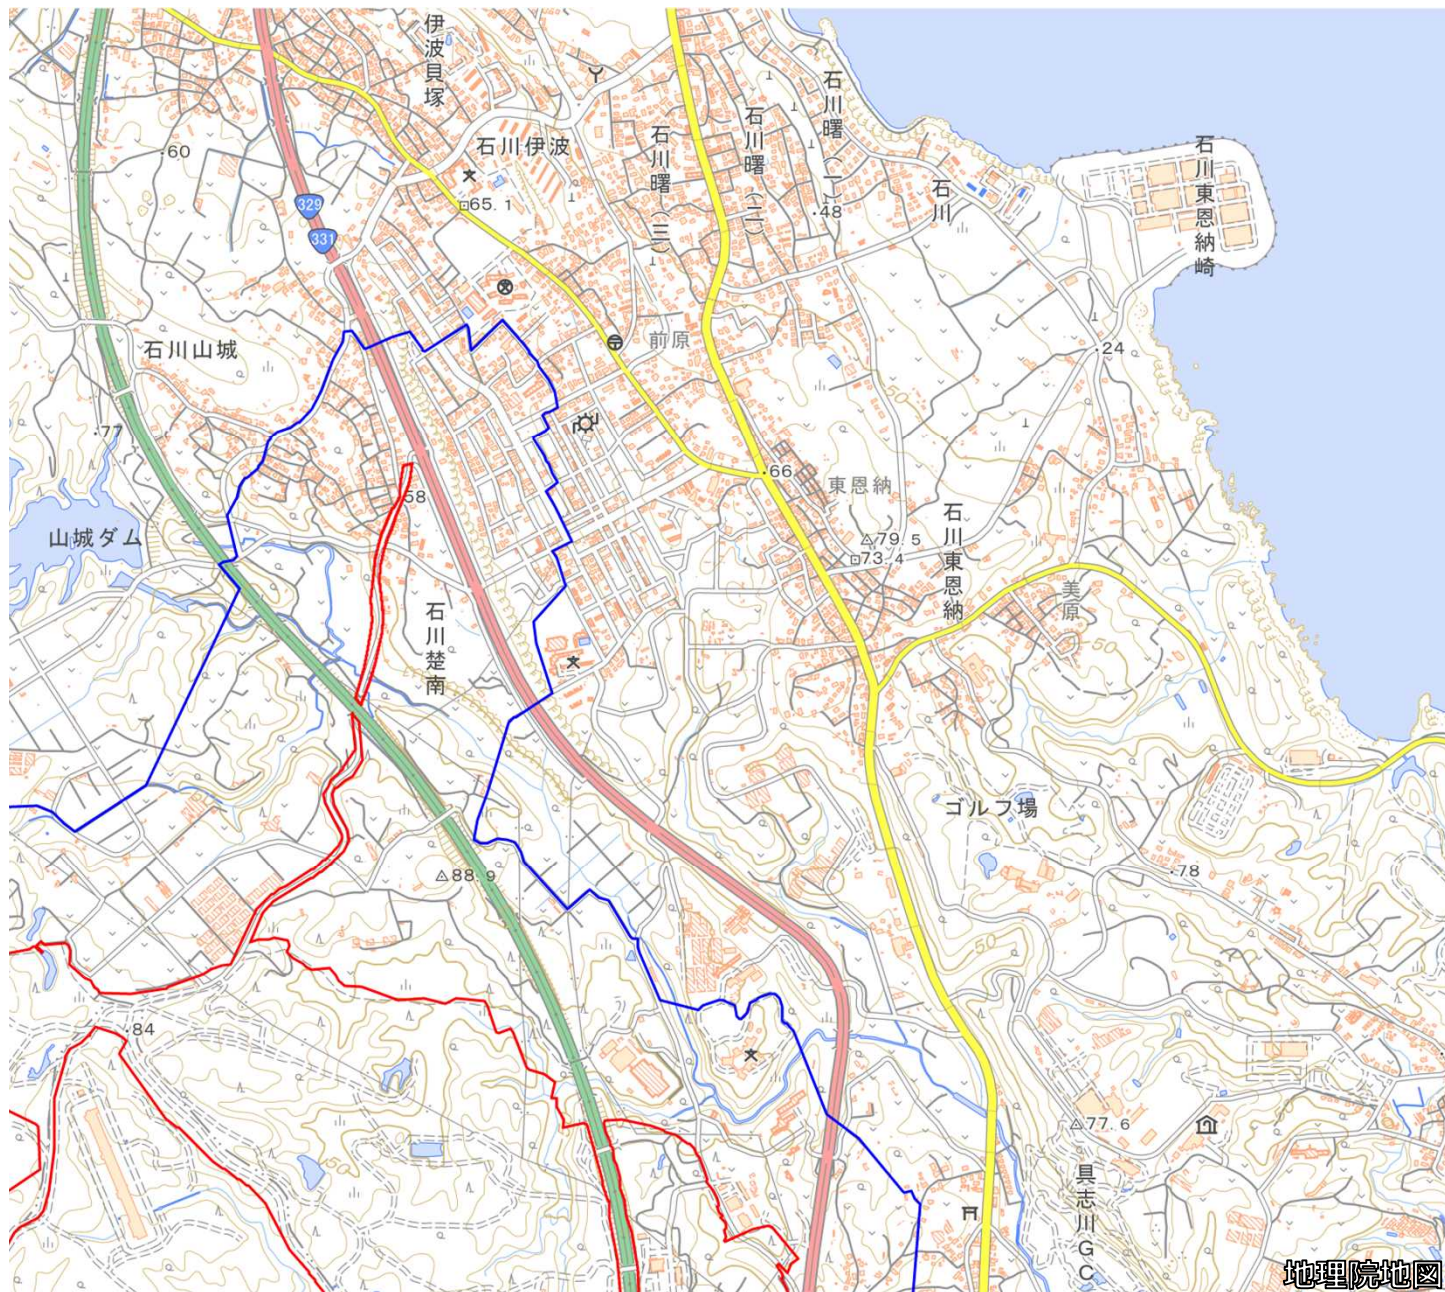 伊波貝塚
石川曙(一)
石川曙(二)
石川曙(三)
石川伊波
60
65.1
48
石川
石川東恩納崎
329
331
前原
24
石川山城
77
66
58
東恩納
79.5
73.4
石川東恩納
美原
山城ダム
石川楚南
ゴルフ場
88.9
78
84
77.6
具志川GC
50
50
50
50
地理院地図